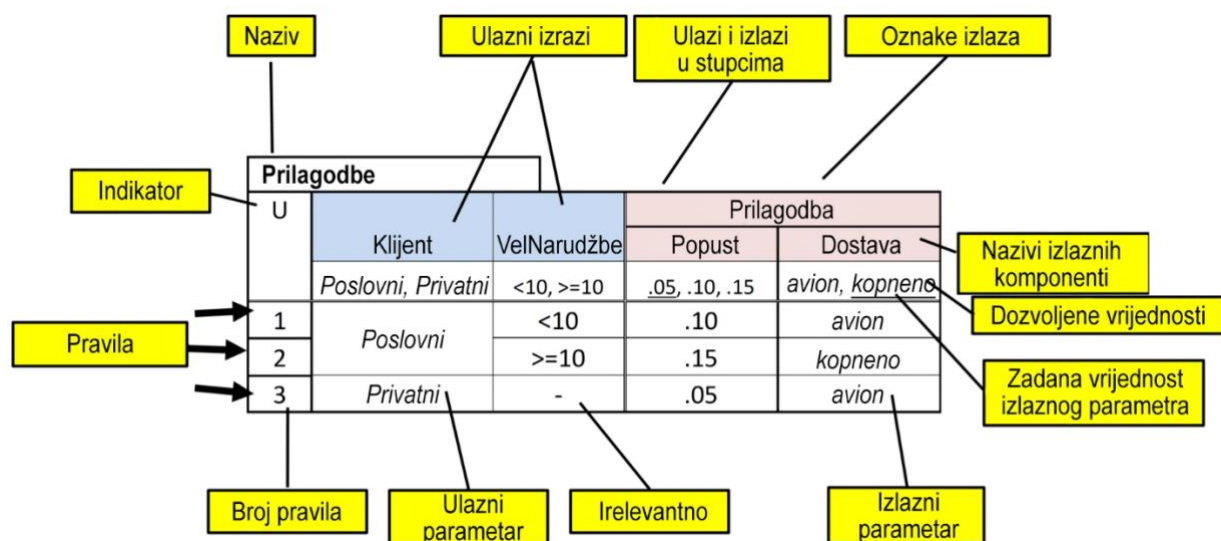 Naziv
Ulazni izrazi
Ulazi i izlazi
u stupcima
Oznake izlaza
Indikator
Prilagodbe
U
Klijent
VelNarudžbe
Prilagodba
Popust
Dostava
Nazivi izlaznih
komponenti
Poslovni, Privatni
<10, >=10
.05, .10, .15
avion, kopneno
Dozvoljene vrijednosti
Pravila
1
Poslovni
<10
.10
avion
2
>=10
.15
kopneno
Zadana vrijednost
izlaznog parametra
3
Privatni
-
.05
avion
Broj pravila
Ulazni
parametar
Irelevantno
Izlazni
parametar